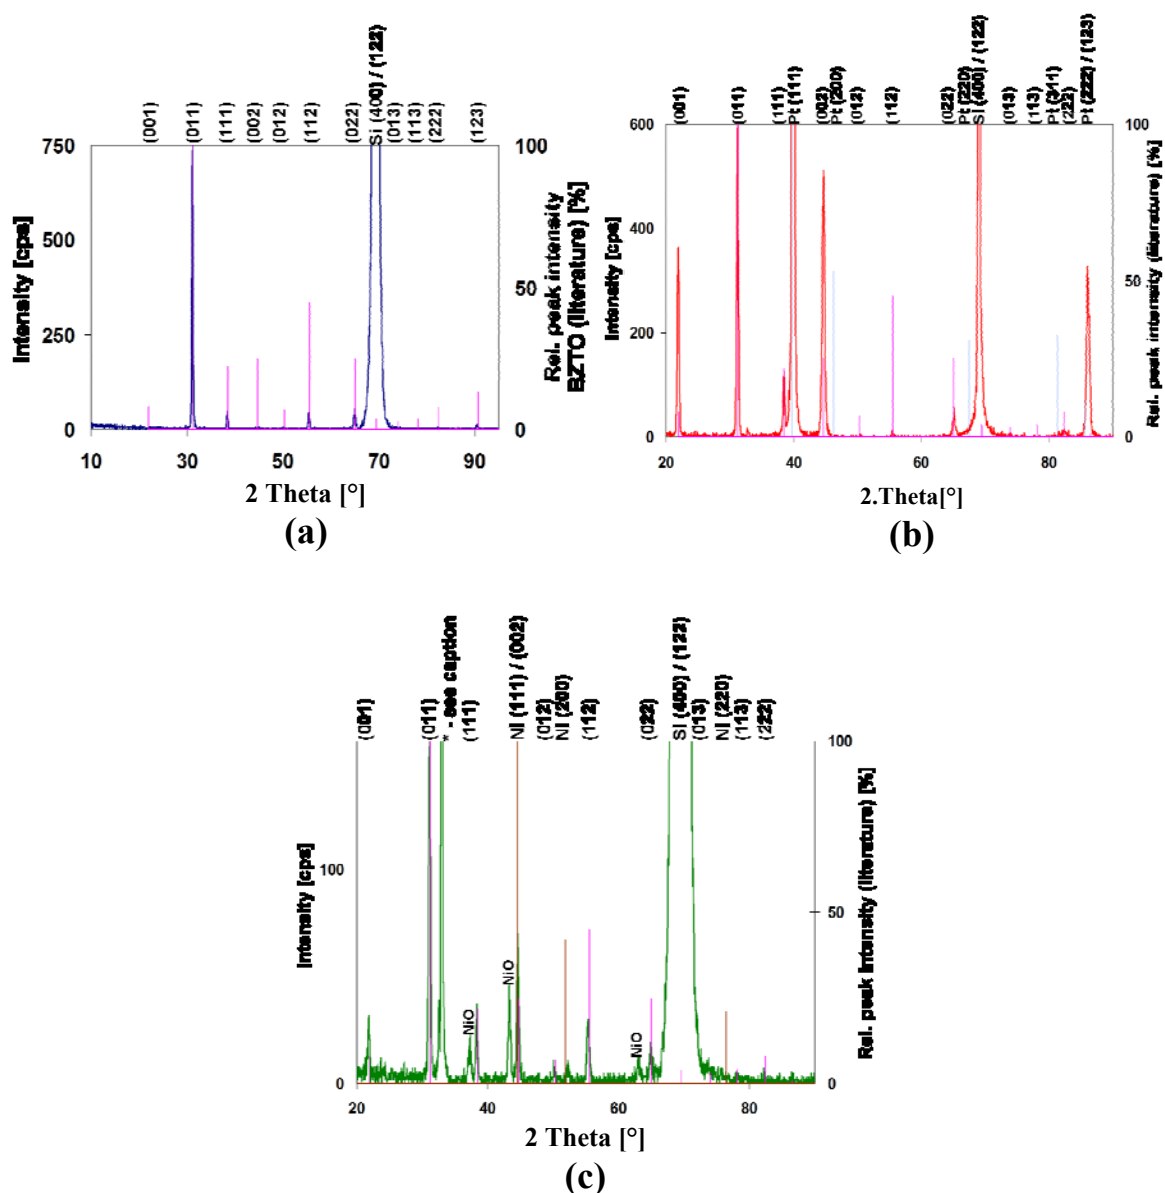 (001)
(011)
(111)
(002)
(012)
(112)
(022)
Si (400) / (122)
(013)
(113)
(222)
(123)
750
500
250
0
Intensity [cps]
100
50
0
Rel. peak intensity
BZTO (literature) [%]
10 30 50 70 90
2 Theta [°]
(a)
(001)
(011)
(111)
Pt (111)
(002)
Pt (200)
(012)
(112)
(022)
Pt (220)
Si (400) / (122)
(013)
(113)
Pt (311)
(222)
Pt (222) / (123)
600
400
200
0
Intensity [cps]
100
50
0
Rel. peak intensity (literature) [%]
20 40 60 80
2.Theta[°]
(b)
(001)
(011)
* - see caption
(111)
Ni (111) / (002)
(012)
Ni (200)
(112)
(022)
Si (400) / (122)
(013)
Ni (220)
(113)
(222)
100
0
Intensity [cps]
NiO
NiO
NiO
100
50
0
Rel. peak intensity (literature) [%]
20 40 60 80
2 Theta [°]
(c)